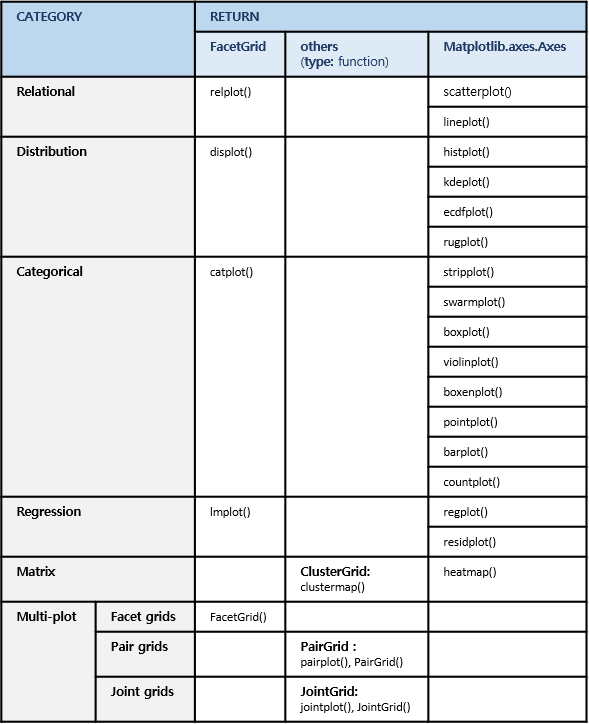 CATEGORY RETURN
FacetGrid others Matplotlib.axes.Axes
(type: function)
Relational relplot() scatterplot()
lineplot()
Distribution displot() histplot()
kdeplot()
ecdfplot()
rugplot()
Categorical catplot() stripplot()
swarmplot()
boxplot()
violinplot()
boxenplot()
pointplot()
barplot()
countplot()
Regression lmplot() regplot()
residplot()
Matrix ClusterGrid: heatmap()
clustermap()
Multi-plot Facet grids FacetGrid()
Pair grids PairGrid :
pairplot(), PairGrid()
Joint grids JointGrid:
jointplot(), JointGrid()